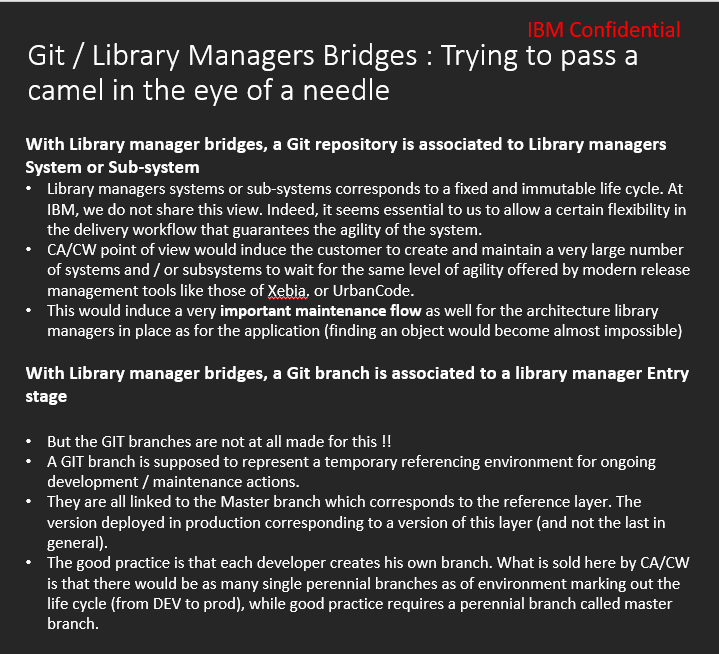 IBM Confidential
Git / Library Managers Bridges : Trying to pass a
camel in the eye of a needle
With Library manager bridges, a Git repository is associated to Library managers
System or Sub-system
• Library managers systems or sub-systems corresponds to a fixed and immutable life cycle. At
IBM, we do not share this view. Indeed, it seems essential to us to allow a certain flexibility in
the delivery workflow that guarantees the agility of the system.
• CA/CW point of view would induce the customer to create and maintain a very large number
of systems and / or subsystems to wait for the same level of agility offered by modern release
management tools like those of Xebia, or UrbanCode.
• This would induce a very important maintenance flow as well for the architecture library
managers in place as for the application (finding an object would become almost impossible)
With Library manager bridges, a Git branch is associated to a library manager Entry
stage
• But the GIT branches are not at all made for this !!
• A GIT branch is supposed to represent a temporary referencing environment for ongoing
development / maintenance actions.
• They are all linked to the Master branch which corresponds to the reference layer. The
version deployed in production corresponding to a version of this layer (and not the last in
general).
• The good practice is that each developer creates his own branch. What is sold here by CA/CW
is that there would be as many single perennial branches as of environment marking out the
life cycle (from DEV to prod), while good practice requires a perennial branch called master
branch.